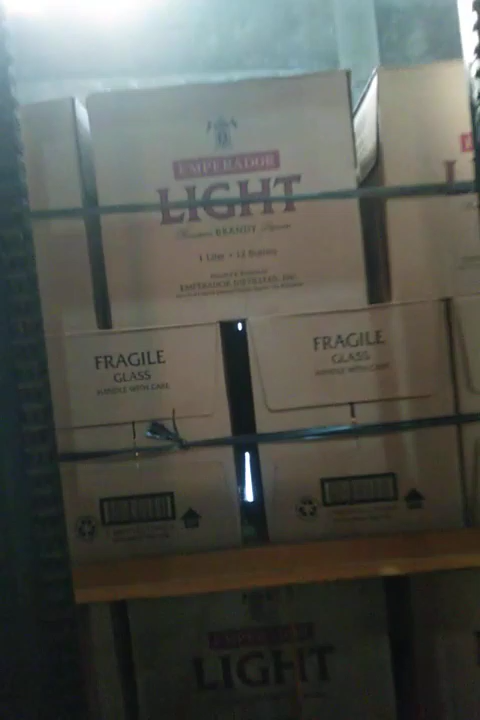 EMPERADOR
LIGHT
BRANDY
1 Liter • 12 Bottles
EMPERADOR DISTILLERS, INC.
L
FRAGILE
GLASS
HANDLE WITH CARE
FRAGILE
GLASS
HANDLE WITH CARE
EMPERADOR
LIGHT